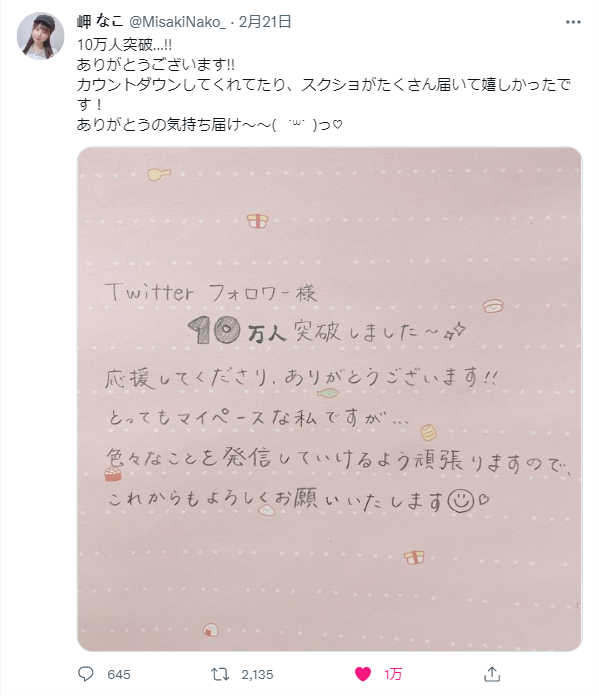 岬 なこ @MisakiNako_ · 2月21日
10万人突破...!!
ありがとうございます!!
カウントダウンしてくれてたり、スクショがたくさん届いて嬉しかったで
す！
ありがとうの気持ち届け〜〜( ˙꒳˙ )っ♡
Twitter フォロワー様
10万人 突破しました〜
応援してくださり、ありがとうございます!!
とってもマイペースな私ですが…
色々なことを発信していけるよう頑張りますので、
これからもよろしくお願いいたします☺♡
645 2,135 1万